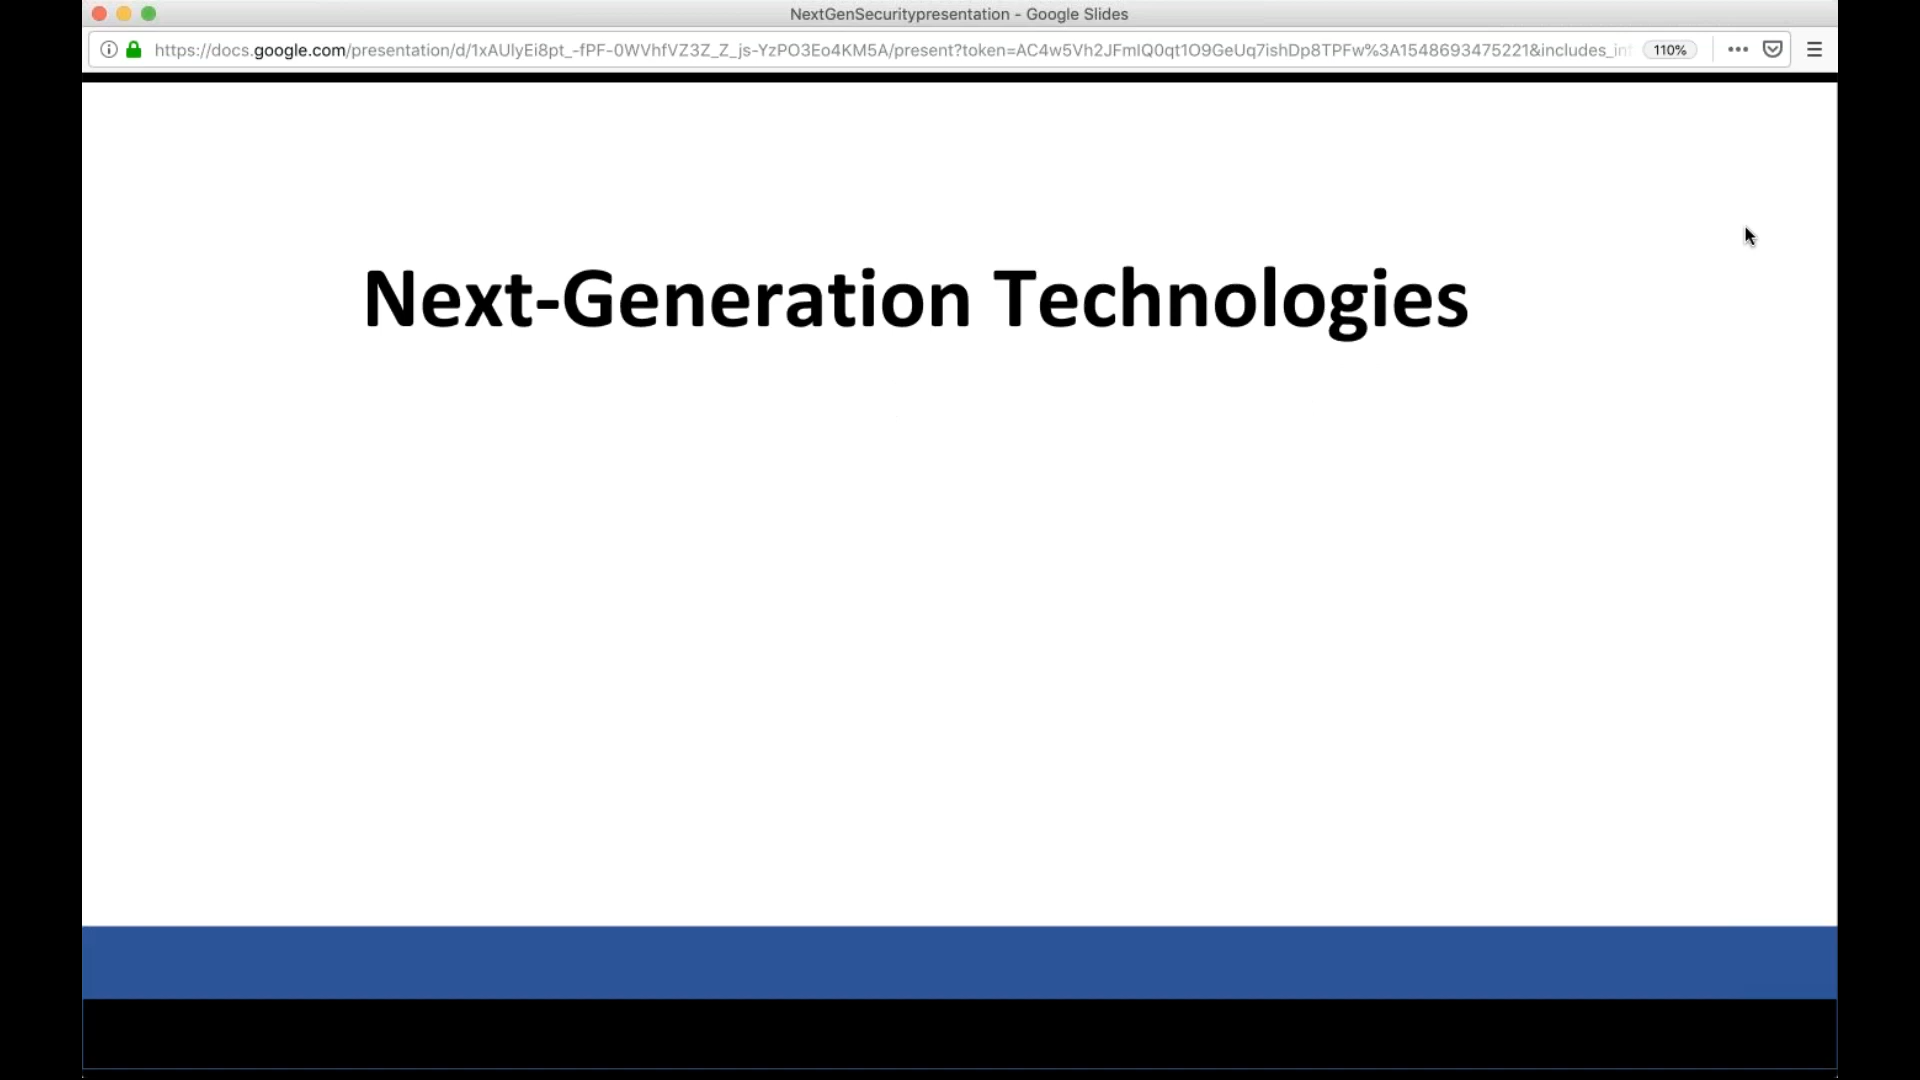 NextGenSecuritypresentation - Google Slides
https://docs.google.com/presentation/d/1xAUlyEi8pt_-fPF-0WVhfVZ3Z_Z_js-YzPO3Eo4KM5A/present?token=AC4w5Vh2JFmlQ0qt1O9GeUq7ishDp8TPFw%3A1548693475221&includes_in 110%
Next-Generation Technologies